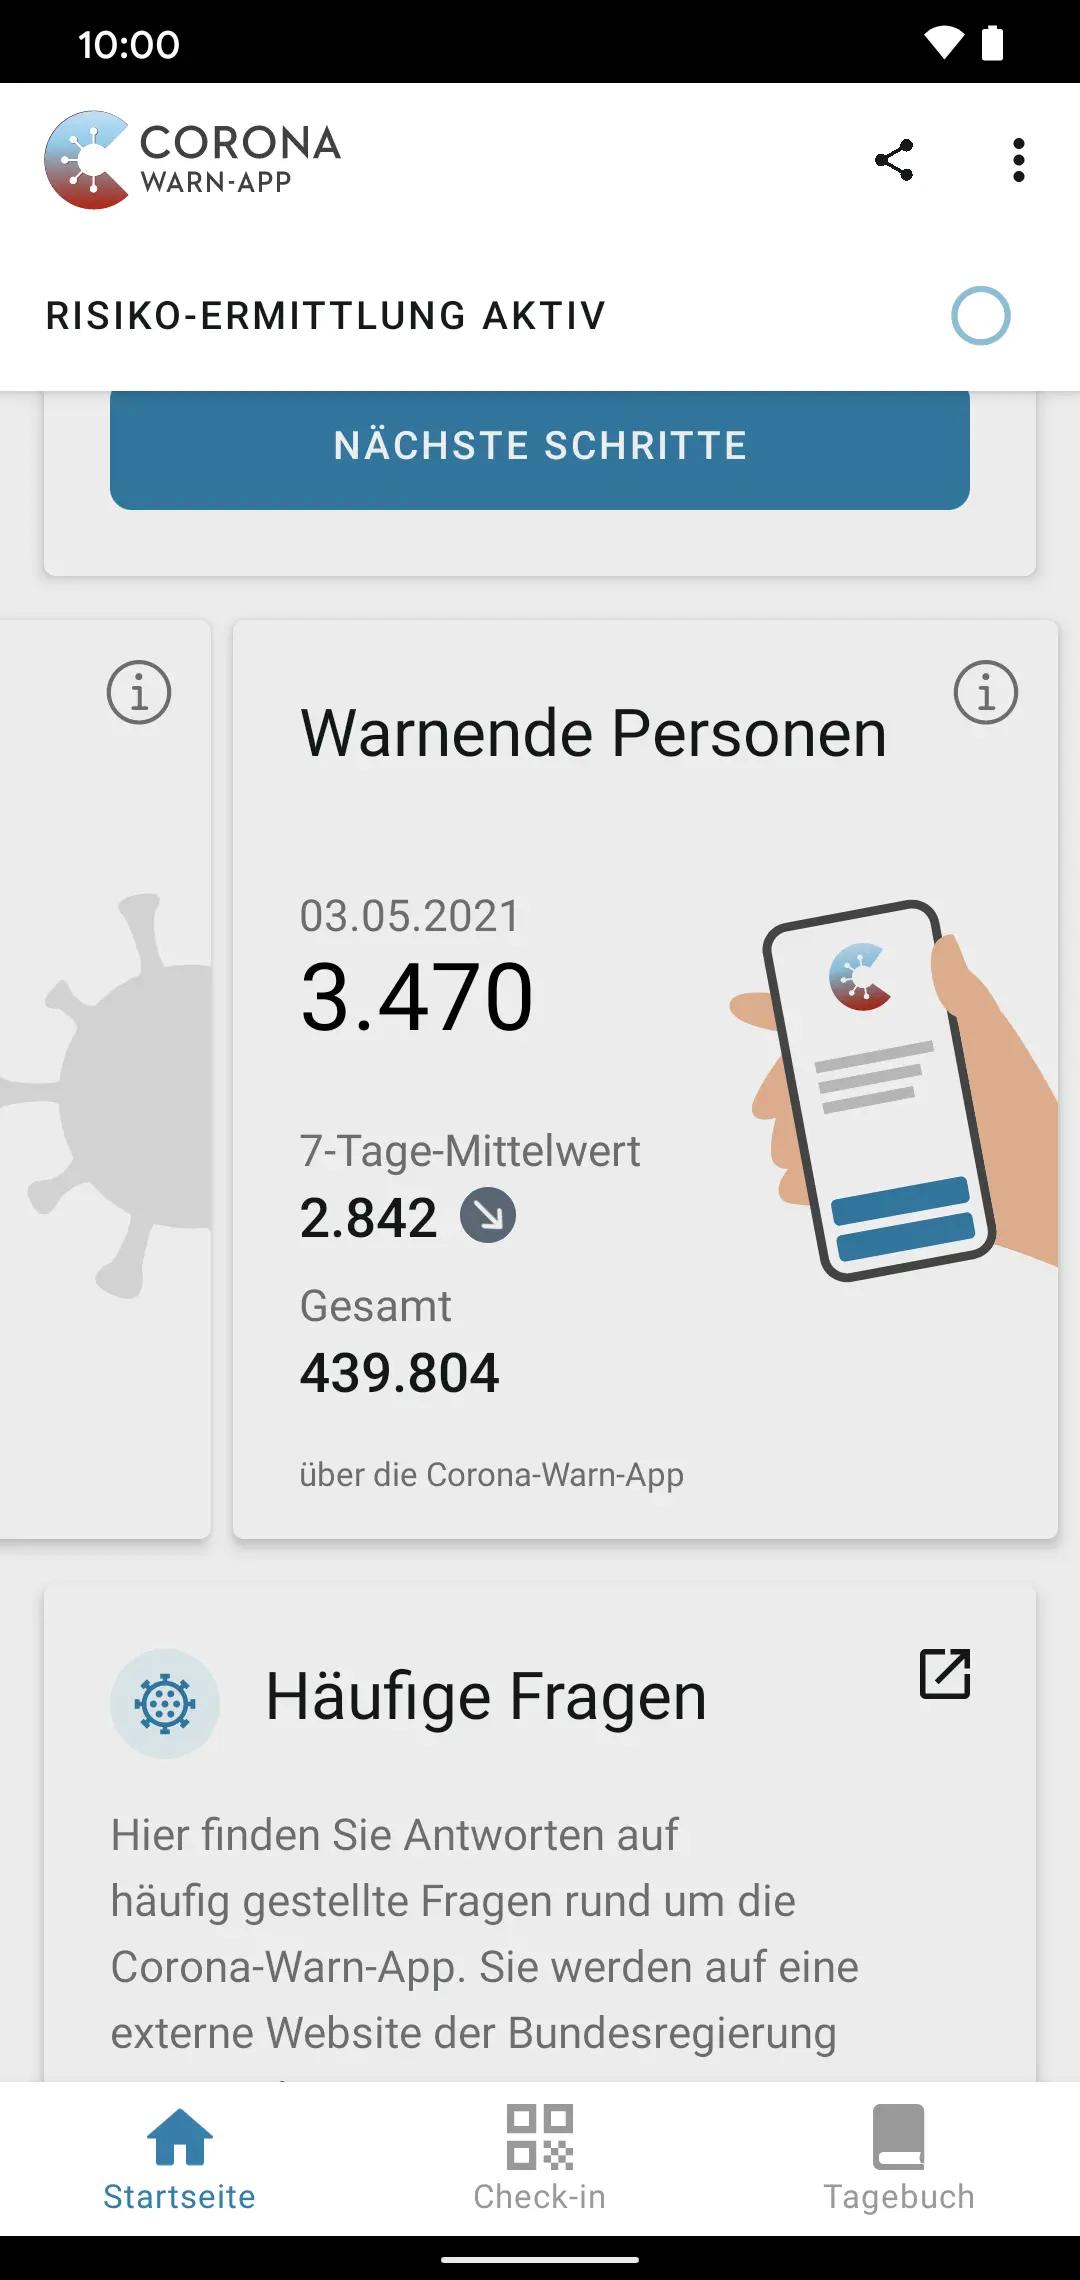 10:00
CORONA
WARN-APP
RISIKO-ERMITTLUNG AKTIV
NÄCHSTE SCHRITTE
Warnende Personen
03.05.2021
3.470
7-Tage-Mittelwert
2.842
Gesamt
439.804
über die Corona-Warn-App
Häufige Fragen
Hier finden Sie Antworten auf
häufig gestellte Fragen rund um die
Corona-Warn-App. Sie werden auf eine
externe Website der Bundesregierung
Startseite
Check-in
Tagebuch